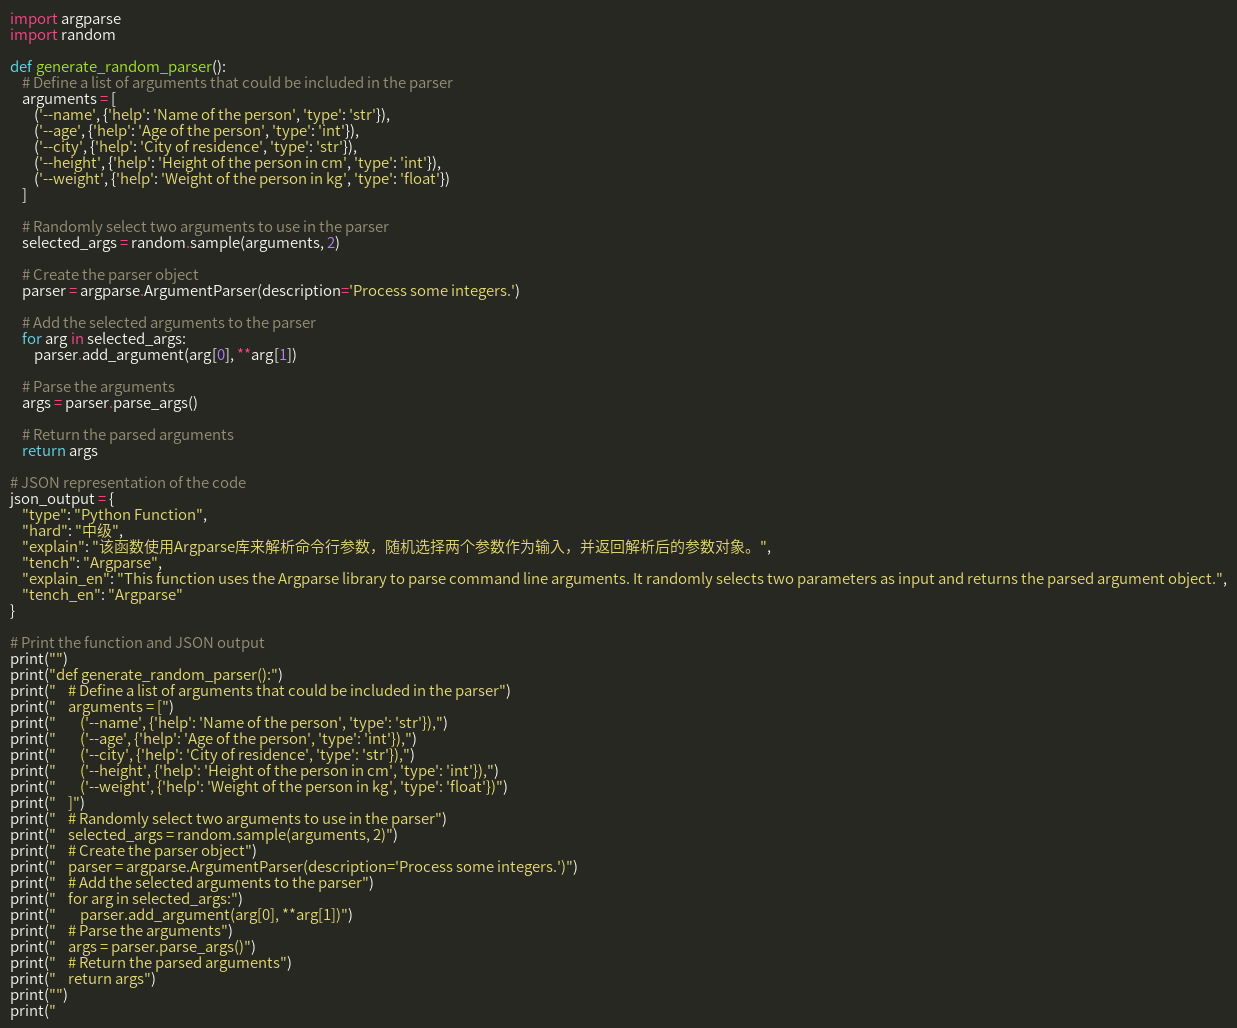 import argparse
import random

def generate_random_parser():
    # Define a list of arguments that could be included in the parser
    arguments = [
        ('--name', {'help': 'Name of the person', 'type': 'str'}),
        ('--age', {'help': 'Age of the person', 'type': 'int'}),
        ('--city', {'help': 'City of residence', 'type': 'str'}),
        ('--height', {'help': 'Height of the person in cm', 'type': 'int'}),
        ('--weight', {'help': 'Weight of the person in kg', 'type': 'float'})
    ]

    # Randomly select two arguments to use in the parser
    selected_args = random.sample(arguments, 2)

    # Create the parser object
    parser = argparse.ArgumentParser(description='Process some integers.')

    # Add the selected arguments to the parser
    for arg in selected_args:
        parser.add_argument(arg[0], **arg[1])

    # Parse the arguments
    args = parser.parse_args()

    # Return the parsed arguments
    return args

# JSON representation of the code
json_output = {
    "type": "Python Function",
    "hard": "中级",
    "explain": "该函数使用Argparse库来解析命令行参数，随机选择两个参数作为输入，并返回解析后的参数对象。",
    "tench": "Argparse",
    "explain_en": "This function uses the Argparse library to parse command line arguments. It randomly selects two parameters as input and returns the parsed argument object.",
    "tench_en": "Argparse"
}

# Print the function and JSON output
print("")
print("def generate_random_parser():")
print("    # Define a list of arguments that could be included in the parser")
print("    arguments = [")
print("        ('--name', {'help': 'Name of the person', 'type': 'str'}),")
print("        ('--age', {'help': 'Age of the person', 'type': 'int'}),")
print("        ('--city', {'help': 'City of residence', 'type': 'str'}),")
print("        ('--height', {'help': 'Height of the person in cm', 'type': 'int'}),")
print("        ('--weight', {'help': 'Weight of the person in kg', 'type': 'float'})")
print("    ]")
print("    # Randomly select two arguments to use in the parser")
print("    selected_args = random.sample(arguments, 2)")
print("    # Create the parser object")
print("    parser = argparse.ArgumentParser(description='Process some integers.')")
print("    # Add the selected arguments to the parser")
print("    for arg in selected_args:")
print("        parser.add_argument(arg[0], **arg[1])")
print("    # Parse the arguments")
print("    args = parser.parse_args()")
print("    # Return the parsed arguments")
print("    return args")
print("")
print("